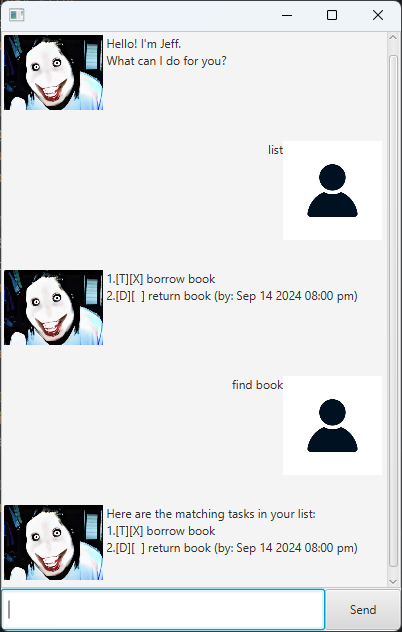 Hello! I'm Jeff.
What can I do for you?
list
1.[T][X] borrow book
2.[D][  ] return book (by: Sep 14 2024 08:00 pm)
find book
Here are the matching tasks in your list:
1.[T][X] borrow book
2.[D][  ] return book (by: Sep 14 2024 08:00 pm)
Send